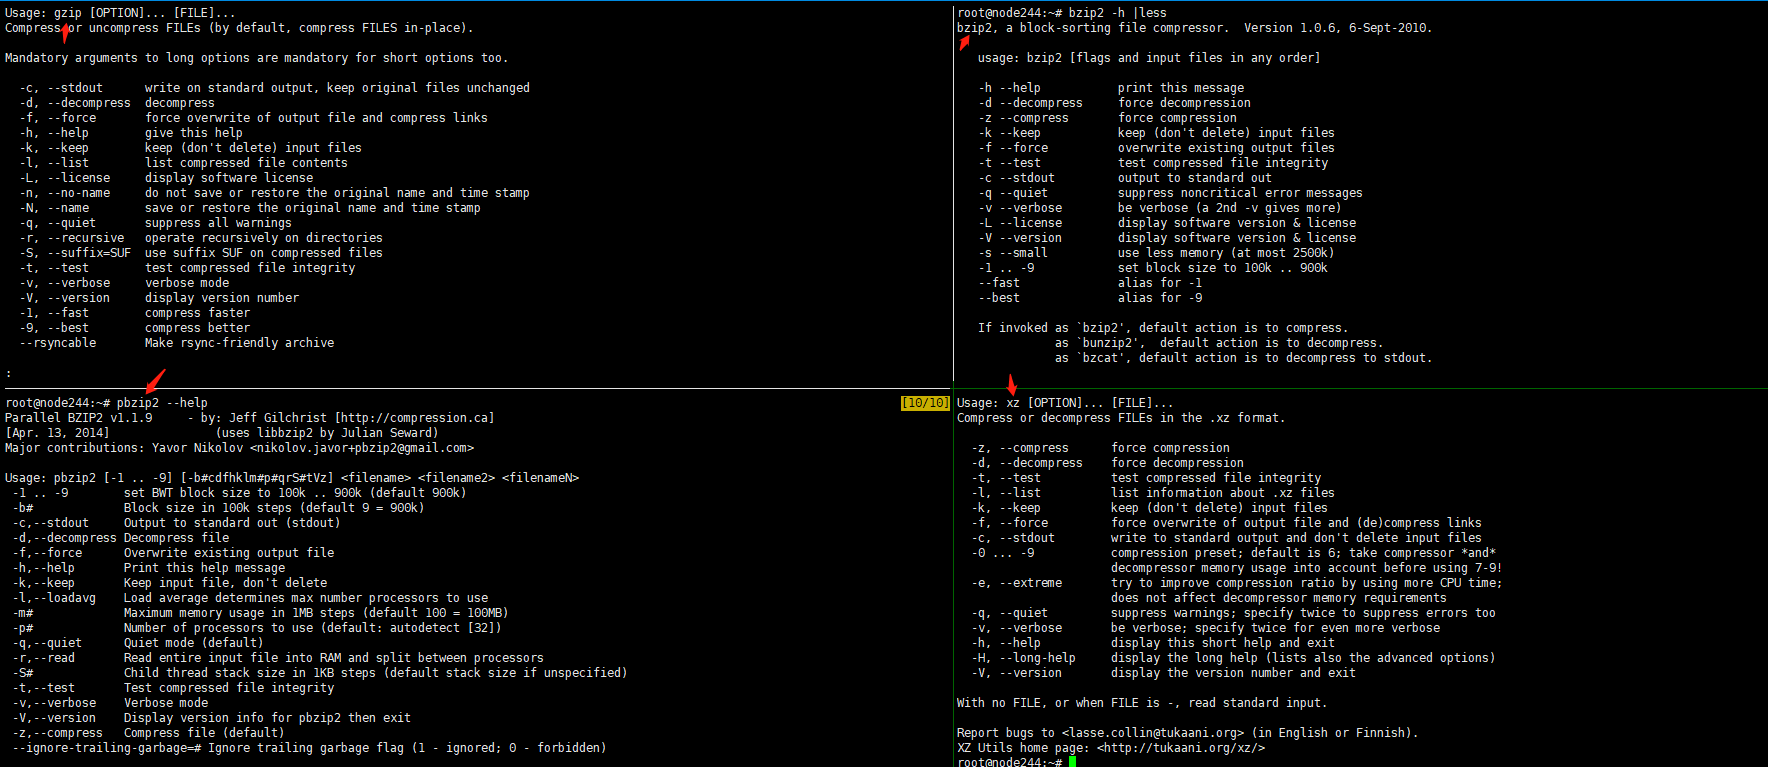 Usage: gzip [OPTION]... [FILE]...
Compress or uncompress FILEs (by default, compress FILES in-place).
Mandatory arguments to long options are mandatory for short options too.
-c, --stdout      write on standard output, keep original files unchanged
-d, --decompress  decompress
-f, --force       force overwrite of output file and compress links
-h, --help        give this help
-k, --keep        keep (don't delete) input files
-l, --list        list compressed file contents
-L, --license     display software license
-n, --no-name     do not save or restore the original name and time stamp
-N, --name        save or restore the original name and time stamp
-q, --quiet       suppress all warnings
-r, --recursive   operate recursively on directories
-S, --suffix=SUF  use suffix SUF on compressed files
-t, --test        test compressed file integrity
-v, --verbose     verbose mode
-V, --version     display version number
-1, --fast        compress faster
-9, --best        compress better
--rsyncable       Make rsync-friendly archive
:
root@node244:~# bzip2 -h |less
bzip2, a block-sorting file compressor.  Version 1.0.6, 6-Sept-2010.
usage: bzip2 [flags and input files in any order]
-h --help           print this message
-d --decompress     force decompression
-z --compress       force compression
-k --keep           keep (don't delete) input files
-f --force          overwrite existing output files
-t --test           test compressed file integrity
-c --stdout         output to standard out
-q --quiet          suppress noncritical error messages
-v --verbose        be verbose (a 2nd -v gives more)
-L --license        display software version & license
-V --version        display software version & license
-s --small          use less memory (at most 2500k)
-1 .. -9            set block size to 100k .. 900k
--fast              alias for -1
--best              alias for -9
If invoked as `bzip2', default action is to compress.
as `bunzip2',  default action is to decompress.
as `bzcat', default action is to decompress to stdout.
root@node244:~# pbzip2 --help
[10/10]
Parallel BZIP2 v1.1.9     - by: Jeff Gilchrist [http://compression.ca]
[Apr. 13, 2014]               (uses libbzip2 by Julian Seward)
Major contributions: Yavor Nikolov <nikolov.javor+pbzip2@gmail.com>
Usage: pbzip2 [-1 .. -9] [-b#cdfhklm#p#qrS#tVz] <filename> <filename2> <filenameN>
-1 .. -9        set BWT block size to 100k .. 900k (default 900k)
-b#             Block size in 100k steps (default 9 = 900k)
-c,--stdout     Output to standard out (stdout)
-d,--decompress Decompress file
-f,--force      Overwrite existing output file
-h,--help       Print this help message
-k,--keep       Keep input file, don't delete
-l,--loadavg    Load average determines max number processors to use
-m#             Maximum memory usage in 1MB steps (default 100 = 100MB)
-p#             Number of processors to use (default: autodetect [32])
-q,--quiet      Quiet mode (default)
-r,--read       Read entire input file into RAM and split between processors
-S#             Child thread stack size in 1KB steps (default stack size if unspecified)
-t,--test       Test compressed file integrity
-v,--verbose    Verbose mode
-V,--version    Display version info for pbzip2 then exit
-z,--compress   Compress file (default)
--ignore-trailing-garbage=# Ignore trailing garbage flag (1 - ignored; 0 - forbidden)
Usage: xz [OPTION]... [FILE]...
Compress or decompress FILEs in the .xz format.
-z, --compress      force compression
-d, --decompress    force decompression
-t, --test          test compressed file integrity
-l, --list          list information about .xz files
-k, --keep          keep (don't delete) input files
-f, --force         force overwrite of output file and (de)compress links
-c, --stdout        write to standard output and don't delete input files
-0 ... -9           compression preset; default is 6; take compressor *and*
decompressor memory usage into account before using 7-9!
-e, --extreme       try to improve compression ratio by using more CPU time;
does not affect decompressor memory requirements
-q, --quiet         suppress warnings; specify twice to suppress errors too
-v, --verbose       be verbose; specify twice for even more verbose
-h, --help          display this short help and exit
-H, --long-help     display the long help (lists also the advanced options)
-V, --version       display the version number and exit
With no FILE, or when FILE is -, read standard input.
Report bugs to <lasse.collin@tukaani.org> (in English or Finnish).
XZ Utils home page: <http://tukaani.org/xz/>
root@node244:~#